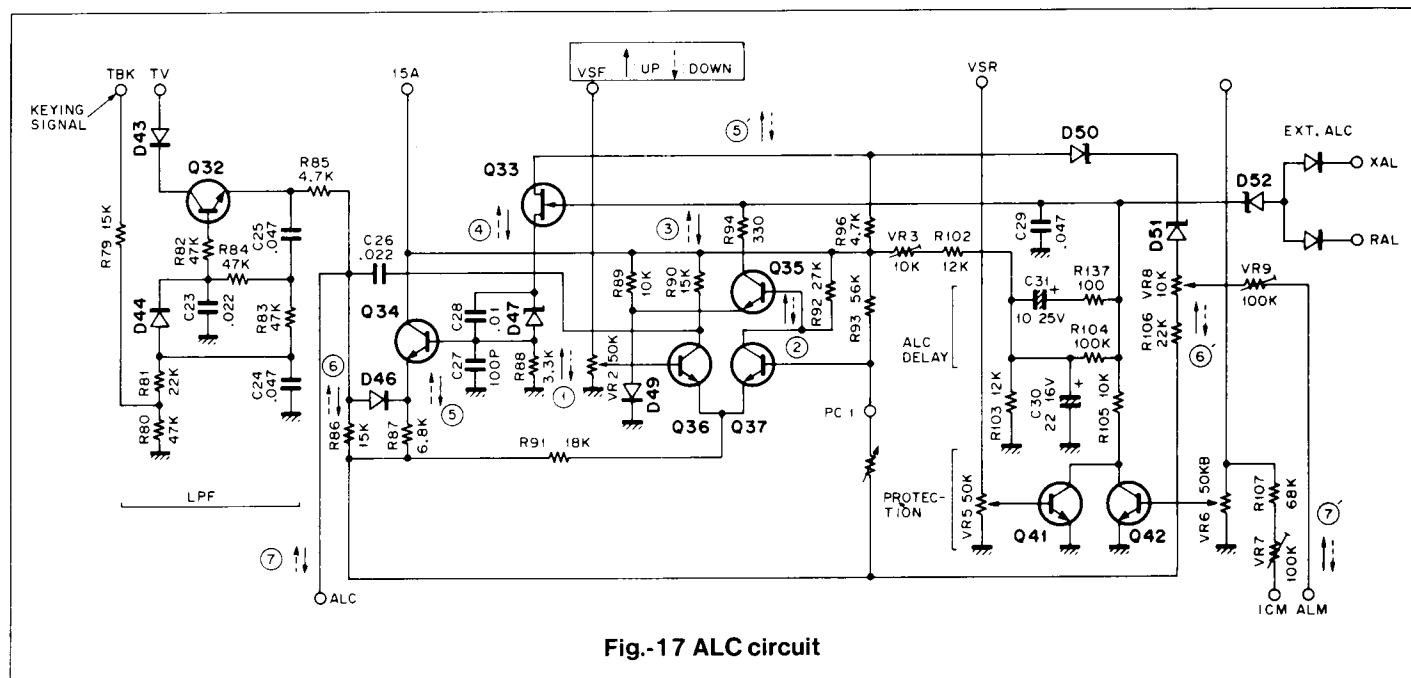 TBK
TV
15A
VSF
UP
DOWN
VSR
KEYING
SIGNAL
D43
Q32
R85
4.7K
Q33
⑤'
D50
EXT. ALC
XAL
RAL
D52
R79 15K
R82
47K
R84
47K
C25
.047
C26
.022
④
③
R94
330
R96
4.7K
VR3
10K
R102
12K
C29
.047
D51
VR8
10K
VR9
100K
D44
C23
.022
R83
47K
Q34
C28
.01
D47
R89
10K
R90
15K
Q35
R92 27K
R93 56K
C31
+
10 25V
R137
100
R106
22K
⑥'
R81
22K
C24
.047
R80
47K
⑥
D46
⑤
C27
100P
R88
3.3K
①
VR2 50K
D49
②
ALC
DELAY
R104
100K
R103 12K
C30
22 16V
+
R105 10K
R86
15K
R87
6.8K
Q36
Q37
PC 1
R91 18K
LPF
PROTEC-
TION
VR5 50K
Q41
Q42
VR6 50KB
R107
68K
VR7
100K
⑦'
⑦
ALC
ICM
ALM
Fig.-17 ALC circuit